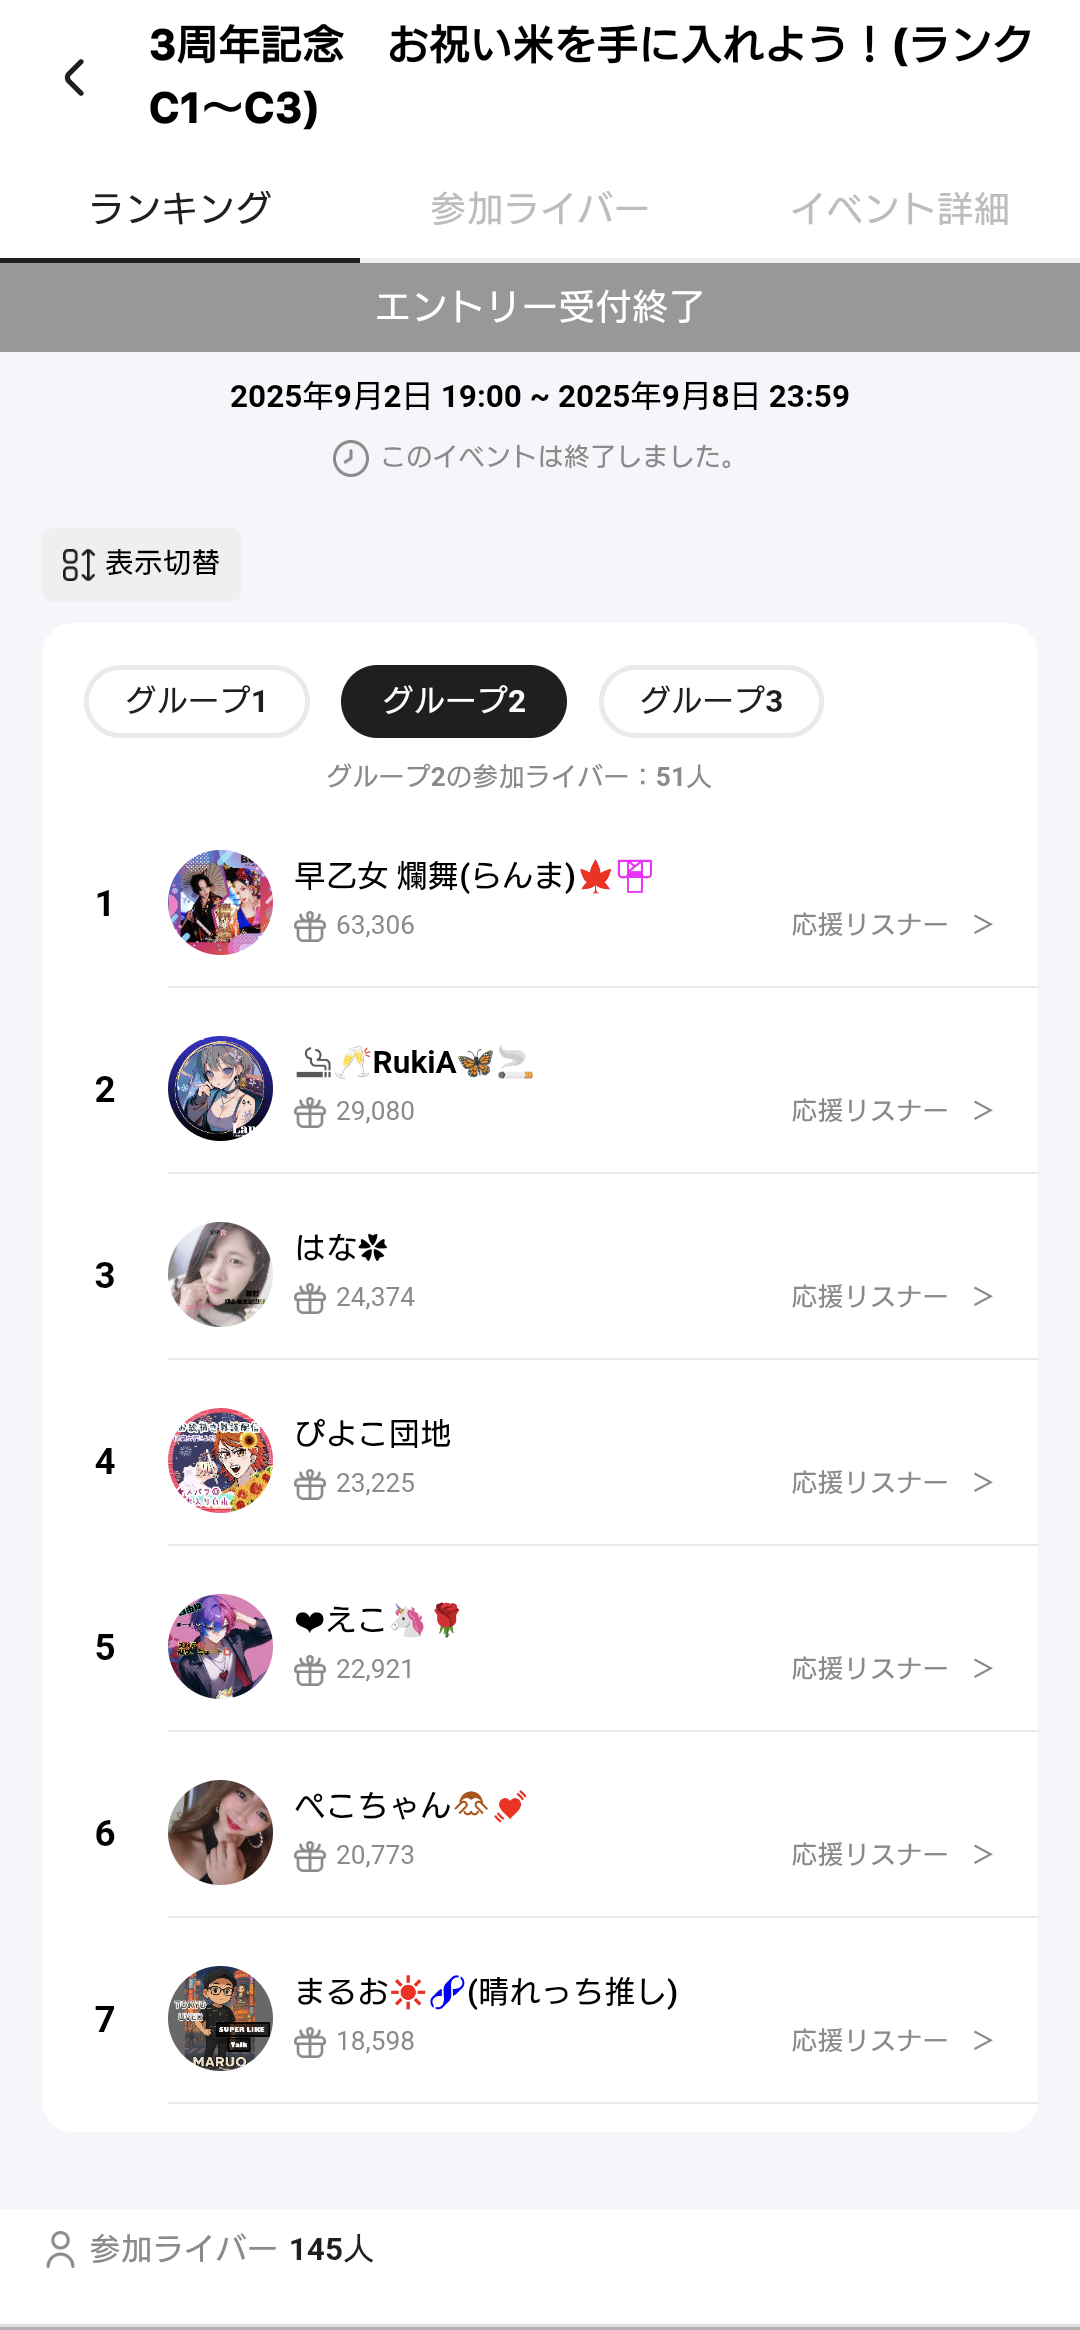 3周年記念　お祝い米を手に入れよう！(ランク
C1〜C3)
ランキング 参加ライバー イベント詳細
エントリー受付終了
2025年9月2日 19:00 ~ 2025年9月8日 23:59
このイベントは終了しました。
表示切替
グループ1 グループ2 グループ3
グループ2の参加ライバー：51人
1 早乙女 爛舞(らんま)🍁
63,306 応援リスナー >
2 🚬🥂RukiA🦋🚬
29,080 応援リスナー >
3 はな✿
24,374 応援リスナー >
4 ぴよこ団地
23,225 応援リスナー >
5 ❤えこ🦄🌹
22,921 応援リスナー >
6 ぺこちゃん🙈💓
20,773 応援リスナー >
7 まるお☀(晴れっち推し)
18,598 応援リスナー >
TOKYO
SUPER LIKE
Talk
MARUO
参加ライバー 145人